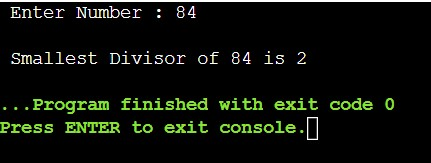 Enter Number : 84
Smallest Divisor of 84 is 2
...Program finished with exit code 0
Press ENTER to exit console.